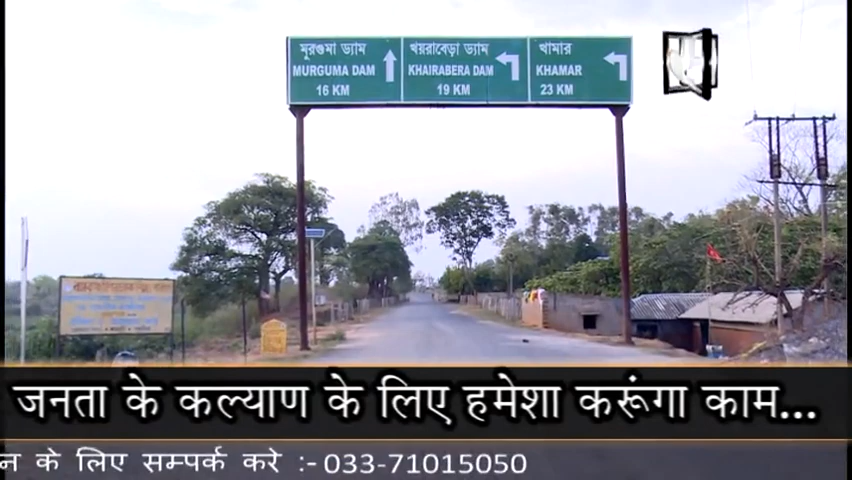 মুরগুমা ড্যাম
MURGUMA DAM
16 KM
খয়রাবেড়া ড্যাম
KHAIRABERA DAM
19 KM
খামার
KHAMAR
23 KM
जनता के कल्याण के लिए हमेशा करूंगा काम...
न के लिए सम्पर्क करे :- 033-71015050